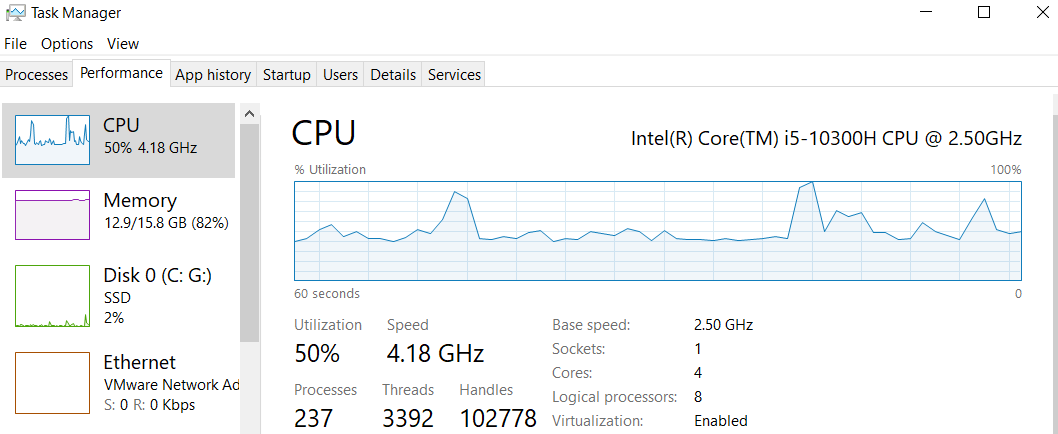 Task Manager
File Options View
Processes Performance App history Startup Users Details Services
CPU
50% 4.18 GHz
Memory
12.9/15.8 GB (82%)
Disk 0 (C: G:)
SSD
2%
Ethernet
VMware Network Ad
S: 0 R: 0 Kbps
CPU Intel(R) Core(TM) i5-10300H CPU @ 2.50GHz
% Utilization 100%
60 seconds 0
Utilization Speed
50% 4.18 GHz
Processes Threads Handles
237 3392 102778
Base speed: 2.50 GHz
Sockets: 1
Cores: 4
Logical processors: 8
Virtualization: Enabled